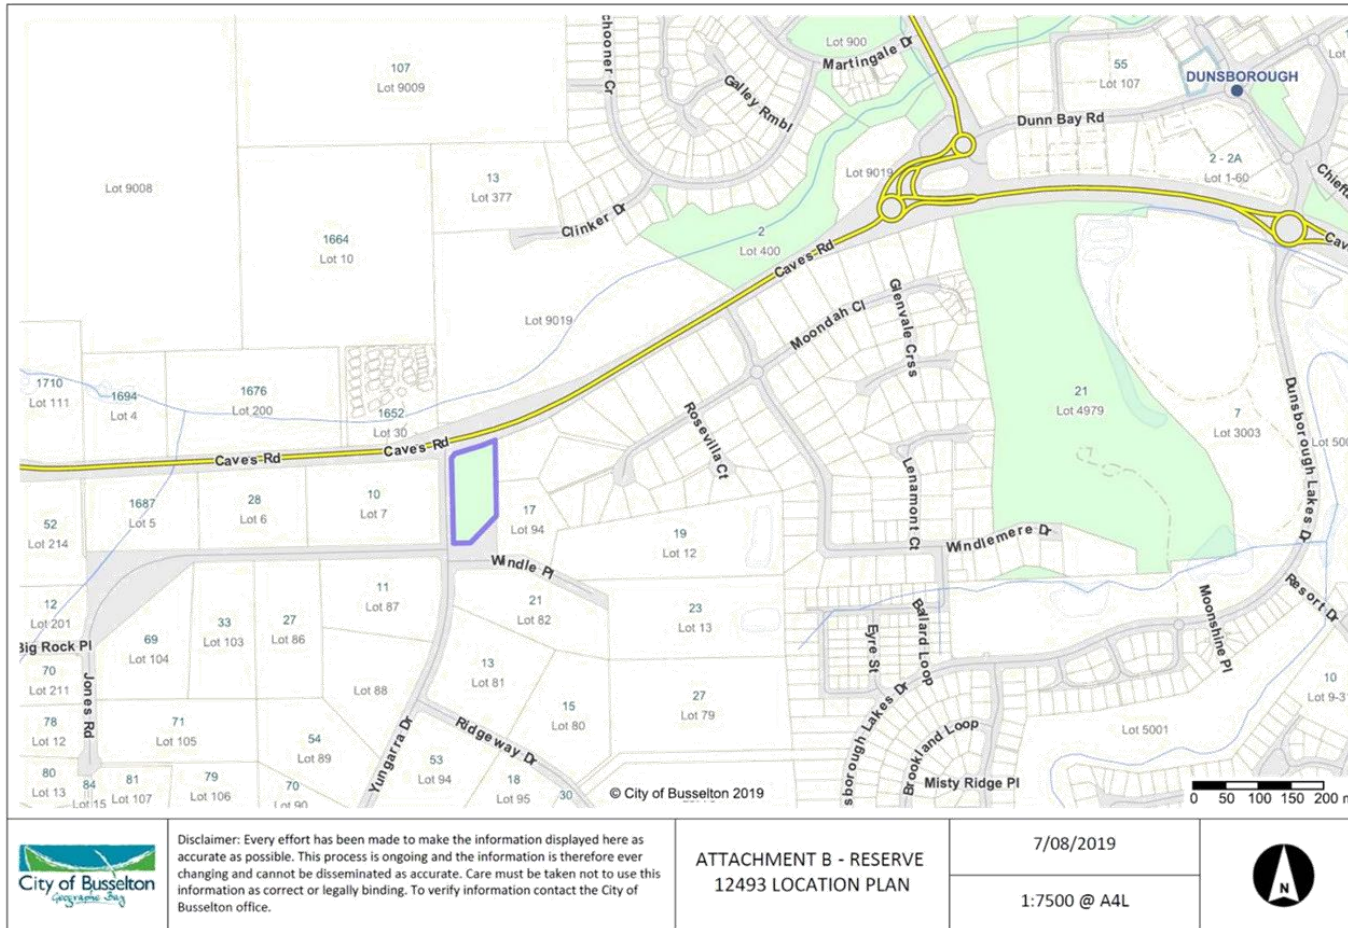 Lot 900
Martingale Dr
chooner Cr
Galley Rmbl
107
Lot 9009
55
Lot 107
DUNSBOROUGH
Dunn Bay Rd
2 - 2A
Lot 1-60
Lot 9008
13
Lot 377
Lot 9019
Clinker Dr
2
Lot 400
1664
Lot 10
Caves Rd
Lot 9019
Moondah Cl
Glenvale Crss
1710
Lot 111
1694
Lot 4
1676
Lot 200
1652
Lot 30
21
Lot 4979
7
Lot 3003
Dunsborough Lakes Dr
Rosevilla Ct
Caves Rd
Caves Rd
Lenamont Ct
52
Lot 214
1687
Lot 5
28
Lot 6
10
Lot 7
17
Lot 94
19
Lot 12
Windlemere Dr
Windle Pl
11
Lot 87
21
Lot 82
23
Lot 13
Eyre St
Ballard Loop
Moonshine Pl
Resort Dr
12
Lot 201
Big Rock Pl
69
Lot 104
33
Lot 103
27
Lot 86
70
Lot 211
Jones Rd
Lot 88
13
Lot 81
15
Lot 80
27
Lot 79
78
Lot 12
71
Lot 105
54
Lot 89
Yungarra Dr
Ridgeway Dr
53
Lot 94
18
Lot 95
30
sborough Lakes Dr
Brookland Loop
Misty Ridge Pl
Lot 5001
10
Lot 9-3
80
Lot 13
84
Lot 15
81
Lot 107
79
Lot 106
70
Lot 90
© City of Busselton 2019
0 50 100 150 200 m
City of Busselton
Geographe Bay
Disclaimer: Every effort has been made to make the information displayed here as
accurate as possible. This process is ongoing and the information is therefore ever
changing and cannot be disseminated as accurate. Care must be taken not to use this
information as correct or legally binding. To verify information contact the City of
Busselton office.
ATTACHMENT B - RESERVE
12493 LOCATION PLAN
7/08/2019
1:7500 @ A4L
N